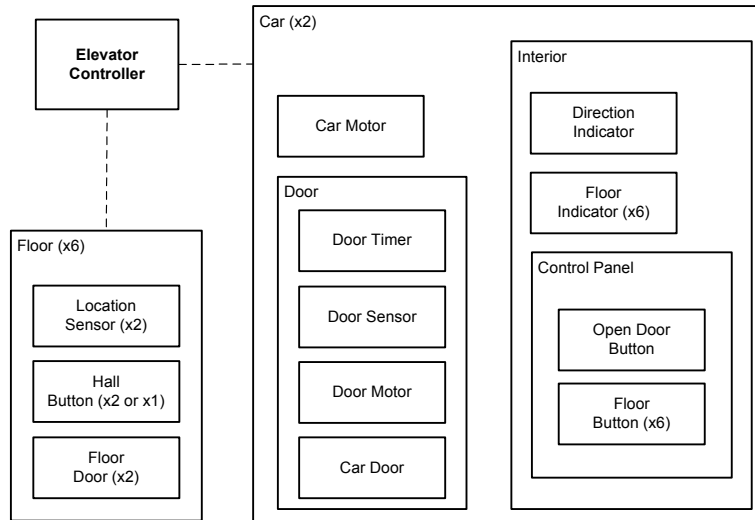 Elevator
Controller
Floor (x6)
Location
Sensor (x2)
Hall
Button (x2 or x1)
Floor
Door (x2)
Car (x2)
Car Motor
Door
Door Timer
Door Sensor
Door Motor
Car Door
Interior
Direction
Indicator
Floor
Indicator (x6)
Control Panel
Open Door
Button
Floor
Button (x6)